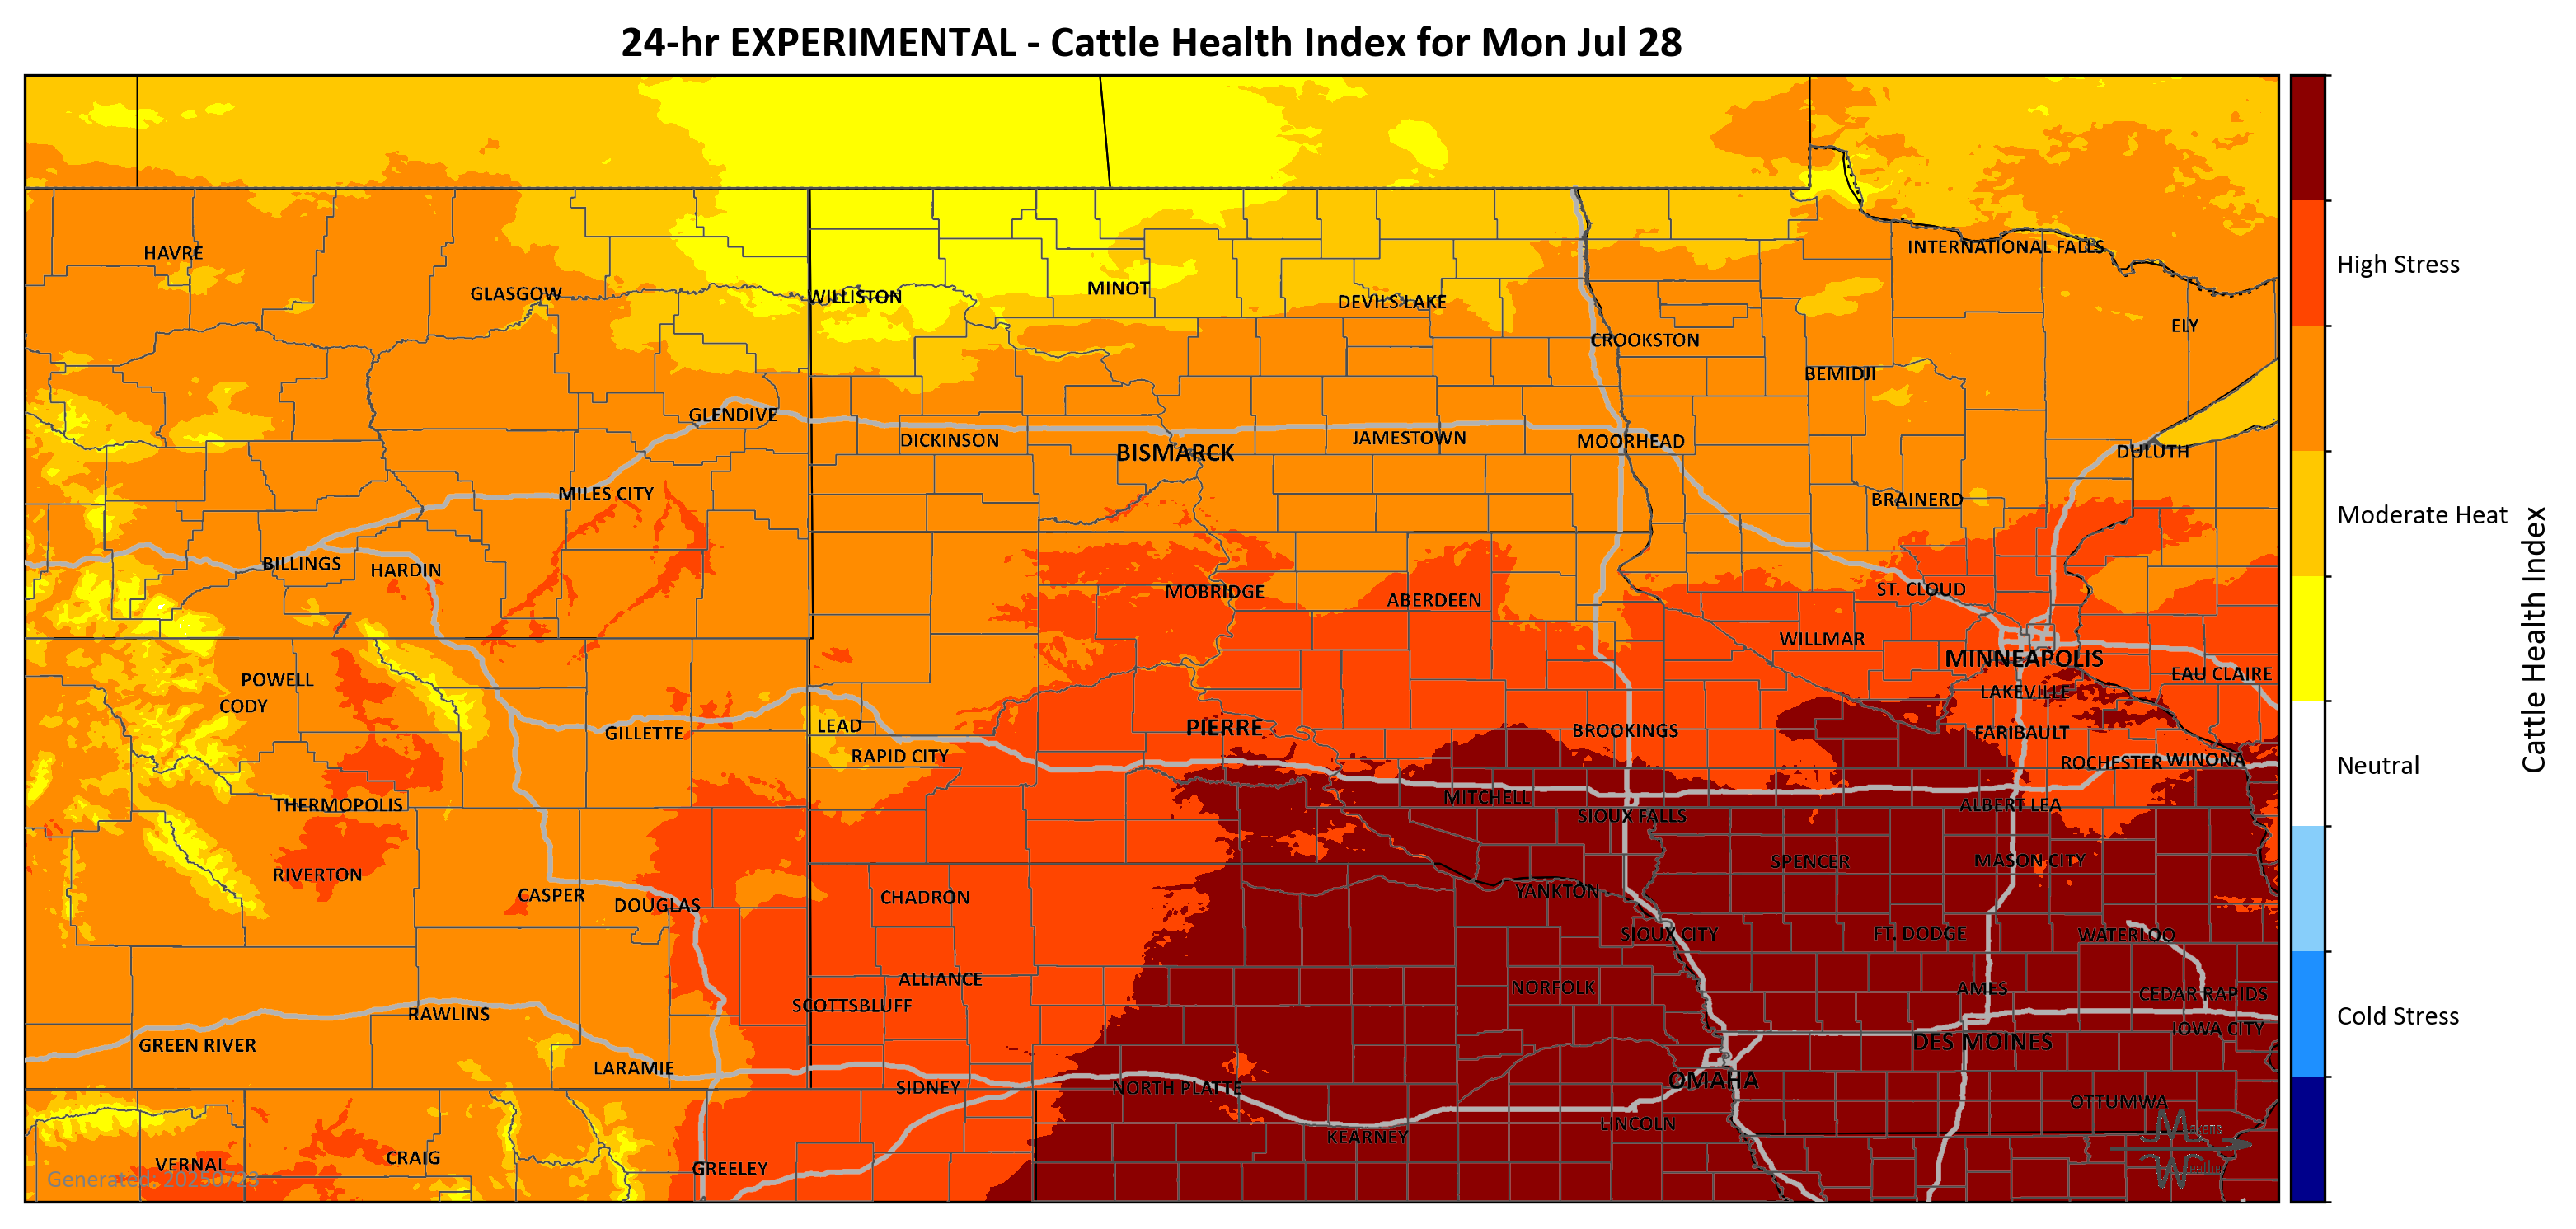 24-hr EXPERIMENTAL - Cattle Health Index for Mon Jul 28
HAVRE
GLASGOW
WILLISTON
MINOT
DEVILS LAKE
CROOKSTON
INTERNATIONAL FALLS
ELY
BEMIDJI
GLENDIVE
DICKINSON
BISMARCK
JAMESTOWN
MOORHEAD
DULUTH
MILES CITY
BRAINERD
BILLINGS
HARDIN
MOBRIDGE
ABERDEEN
ST. CLOUD
WILLMAR
MINNEAPOLIS
EAU CLAIRE
POWELL
CODY
LAKEVILLE
GILLETTE
LEAD
RAPID CITY
PIERRE
BROOKINGS
FARIBAULT
ROCHESTER
WINONA
THERMOPOLIS
MITCHELL
SIOUX FALLS
ALBERT LEA
RIVERTON
CASPER
DOUGLAS
CHADRON
YANKTON
SPENCER
MASON CITY
SIOUX CITY
FT. DODGE
WATERLOO
ALLIANCE
SCOTTSBLUFF
NORFOLK
AMES
CEDAR RAPIDS
RAWLINS
GREEN RIVER
LARAMIE
SIDNEY
NORTH PLATTE
OMAHA
DES MOINES
IOWA CITY
OTTUMWA
LINCOLN
KEARNEY
VERNAL
CRAIG
GREELEY
Generated: 20250723
High Stress
Moderate Heat
Neutral
Cold Stress
Cattle Health Index